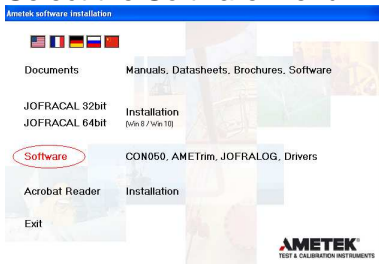 Ametek software installation
Documents Manuals, Datasheets, Brochures, Software
JOFRACAL 32bit
JOFRACAL 64bit
Installation
(Win 8 / Win 10)
Software CON050, AMETrim, JOFRALOG, Drivers
Acrobat Reader Installation
Exit
AMETEK®
TEST & CALIBRATION INSTRUMENTS